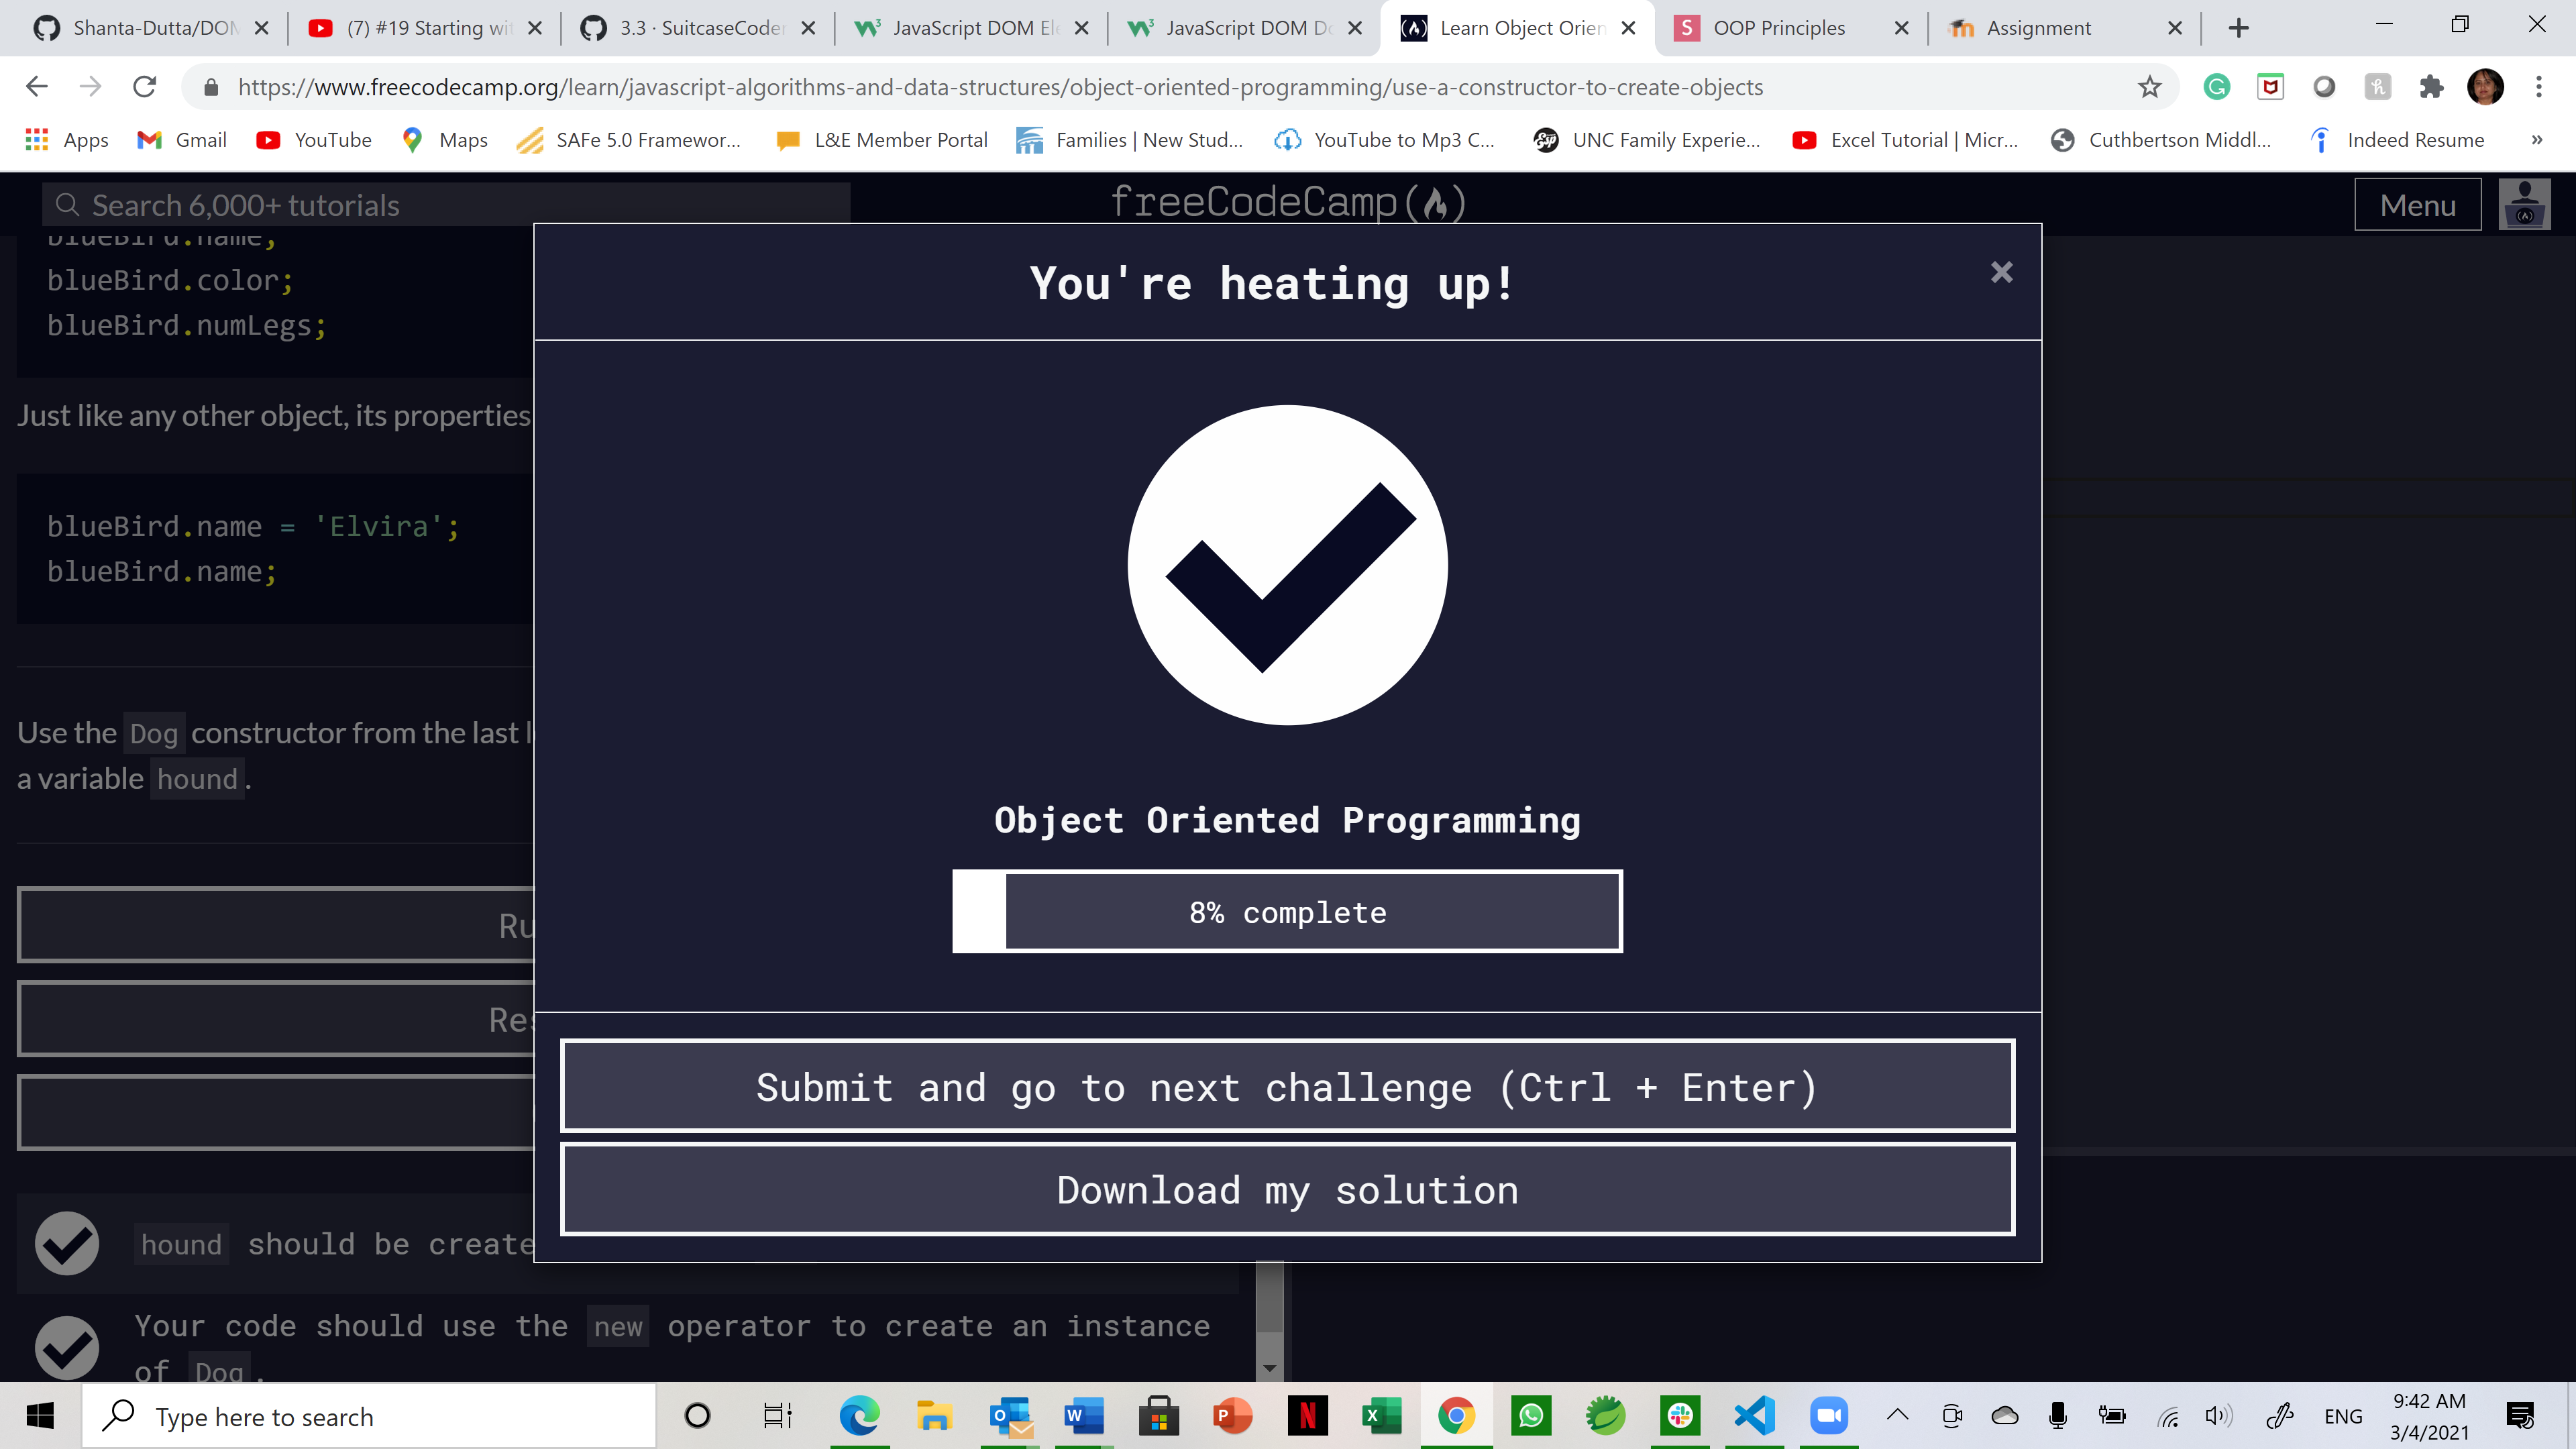 Shanta-Dutta/DOM
(7) #19 Starting wit
3.3 · SuitcaseCoder
JavaScript DOM Ele
JavaScript DOM Do
Learn Object Orien
OOP Principles
Assignment
https://www.freecodecamp.org/learn/javascript-algorithms-and-data-structures/object-oriented-programming/use-a-constructor-to-create-objects
Apps
Gmail
YouTube
Maps
SAFe 5.0 Framewor...
L&E Member Portal
Families | New Stud...
YouTube to Mp3 C...
UNC Family Experie...
Excel Tutorial | Micr...
Cuthbertson Middl...
Indeed Resume
»
Search 6,000+ tutorials
freeCodeCamp(🔥)
Menu
blueBird.name;
blueBird.color;
blueBird.numLegs;
Just like any other object, its properties
blueBird.name = 'Elvira';
blueBird.name;
Use the Dog constructor from the last l
a variable hound.
Ru
Res
hound should be create
Your code should use the new operator to create an instance
of Dog.
You're heating up!
×
Object Oriented Programming
8% complete
Submit and go to next challenge (Ctrl + Enter)
Download my solution
Type here to search
ENG
9:42 AM
3/4/2021